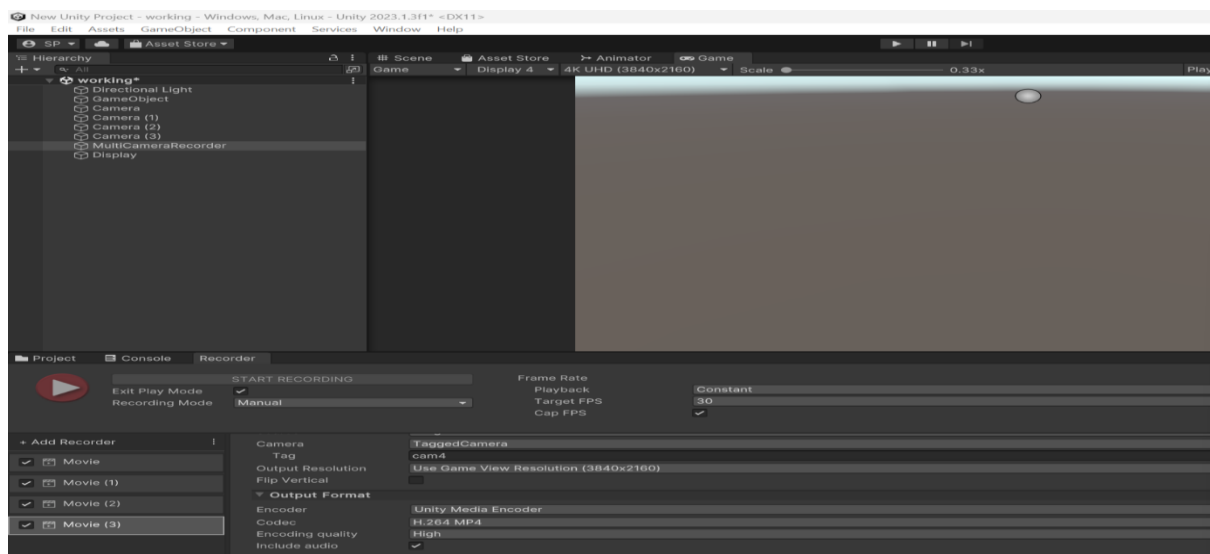 New Unity Project - working - Windows, Mac, Linux - Unity 2023.1.3f1* <DX11>
File Edit Assets GameObject Component Services Window Help
SP Asset Store
Hierarchy
Scene Asset Store Animator Game
All
Game Display 4 4K UHD (3840x2160) Scale 0.33x Play
working*
Directional Light
GameObject
Camera
Camera (1)
Camera (2)
Camera (3)
MultiCameraRecorder
Display
Project Console Recorder
START RECORDING
Exit Play Mode
Recording Mode Manual
Frame Rate
Playback Constant
Target FPS 30
Cap FPS
+ Add Recorder
Movie
Movie (1)
Movie (2)
Movie (3)
Camera TaggedCamera
Tag cam4
Output Resolution Use Game View Resolution (3840x2160)
Flip Vertical
Output Format
Encoder Unity Media Encoder
Codec H.264 MP4
Encoding quality High
Include audio